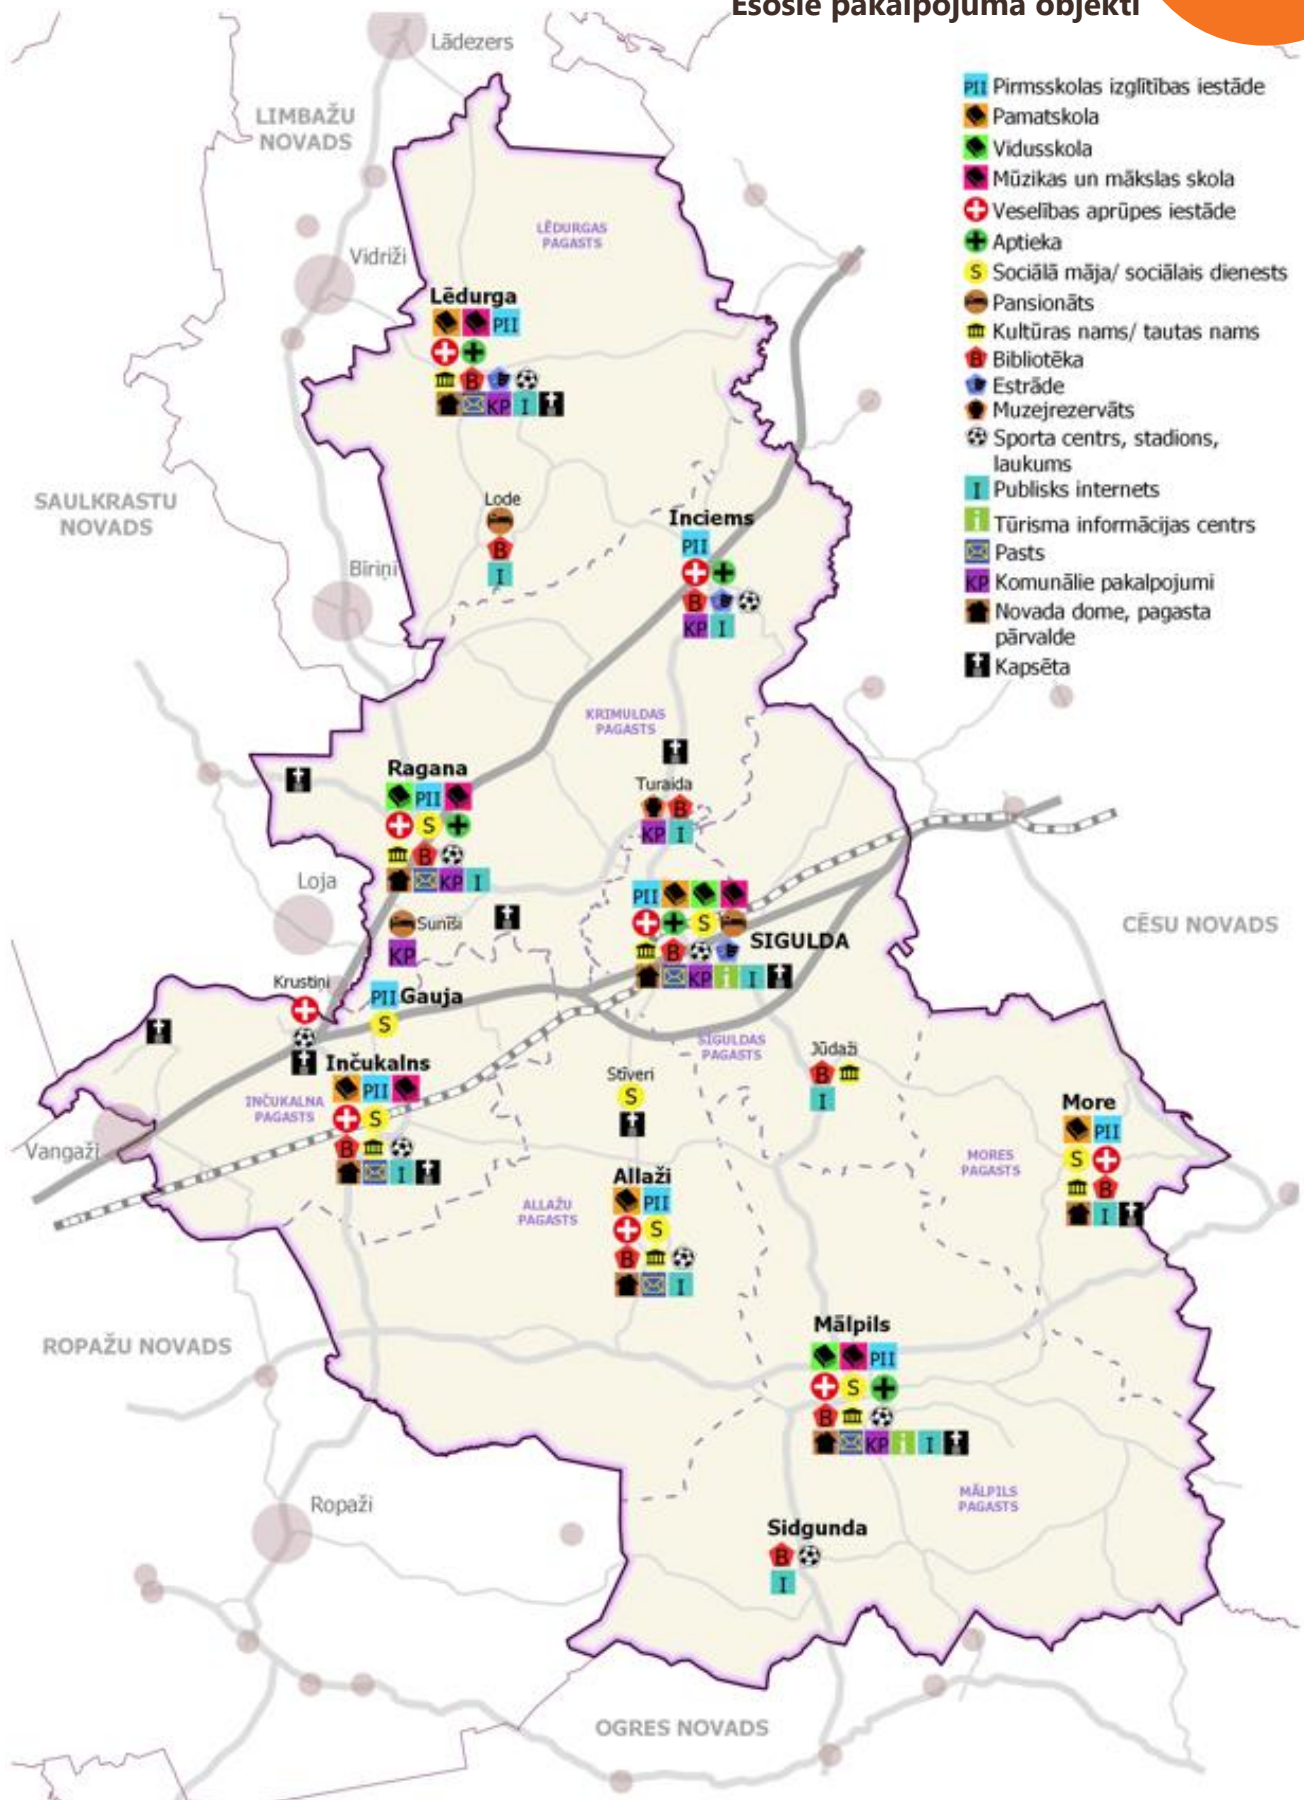 Esošie pakalpojuma objekti
Lādezers
LIMBAŽU
NOVADS
PII Pirmsskolas izglītības iestāde
Pamatskola
Vidusskola
Mūzikas un mākslas skola
Veselības aprūpes iestāde
Aptieka
S Sociālā māja/ sociālais dienests
Pansionāts
Kultūras nams/ tautas nams
B Bibliotēka
Estrāde
Muzejrezervāts
Sporta centrs, stadions,
laukums
I Publisks internets
i Tūrisma informācijas centrs
Pasts
KP Komunālie pakalpojumi
Novada dome, pagasta
pārvalde
Kapsēta
LĒDURGAS
PAGASTS
Vidriži
Lēdurga
PII
B
KP I
SAULKRASTU
NOVADS
Lode
B
I
Inciems
PII
B
KP I
Bīriņi
KRIMULDAS
PAGASTS
Ragana
PII
S
B
KP I
Turaida
B
KP I
Loja
Sunīši
KP
PII
S
B
SIGULDA
KP i I
CĒSU NOVADS
Krustiņi
PII Gauja
S
SIGULDAS
PAGASTS
Jūdaži
B
I
Inčukalns
PII
S
B
I
INČUKALNA
PAGASTS
Stīveri
S
Vangaži
More
PII
S
B
I
MORES
PAGASTS
Allaži
PII
S
B
I
ALLAŽU
PAGASTS
ROPAŽU NOVADS
Mālpils
PII
S
B
KP i I
MĀLPILS
PAGASTS
Ropaži
Sidgunda
B
I
OGRES NOVADS